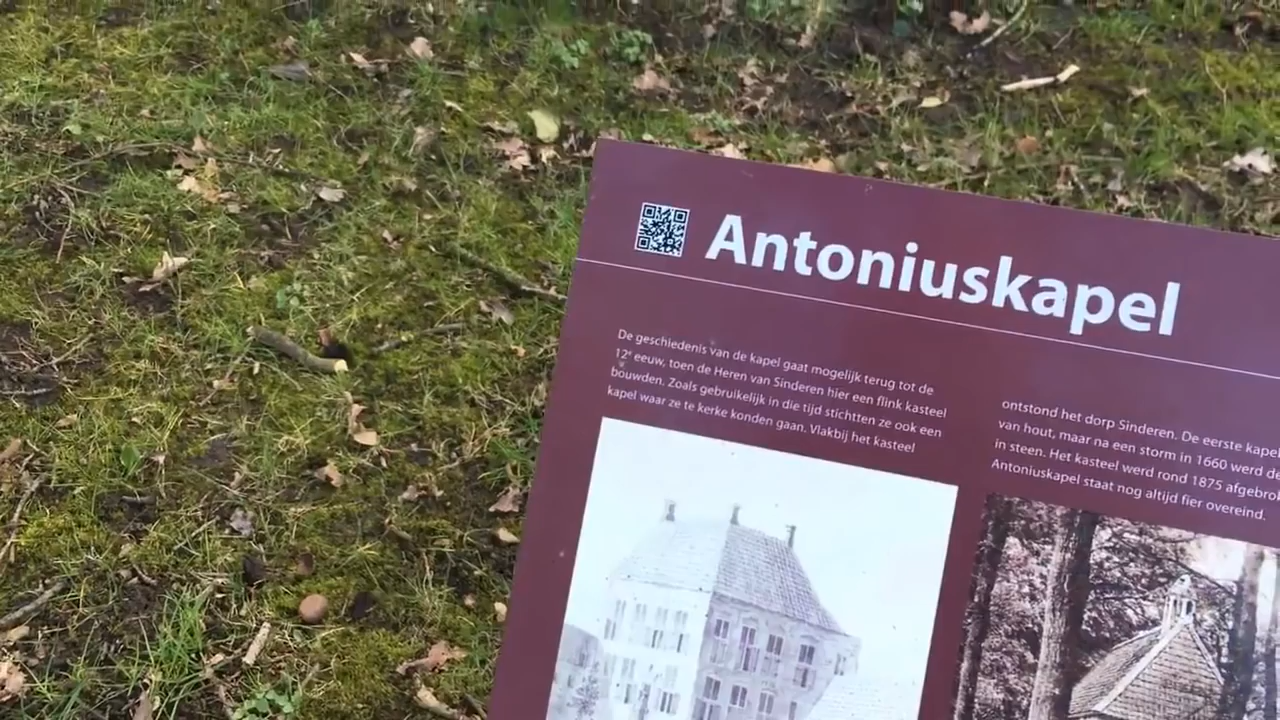 Antoniuskapel
De geschiedenis van de kapel gaat mogelijk terug tot de
12e eeuw, toen de Heren van Sinderen hier een flink kasteel
bouwden. Zoals gebruikelijk in die tijd stichtten ze ook een
kapel waar ze te kerke konden gaan. Vlakbij het kasteel
ontstond het dorp Sinderen. De eerste kapel
van hout, maar na een storm in 1660 werd de
in steen. Het kasteel werd rond 1875 afgebro
Antoniuskapel staat nog altijd fier overeind.